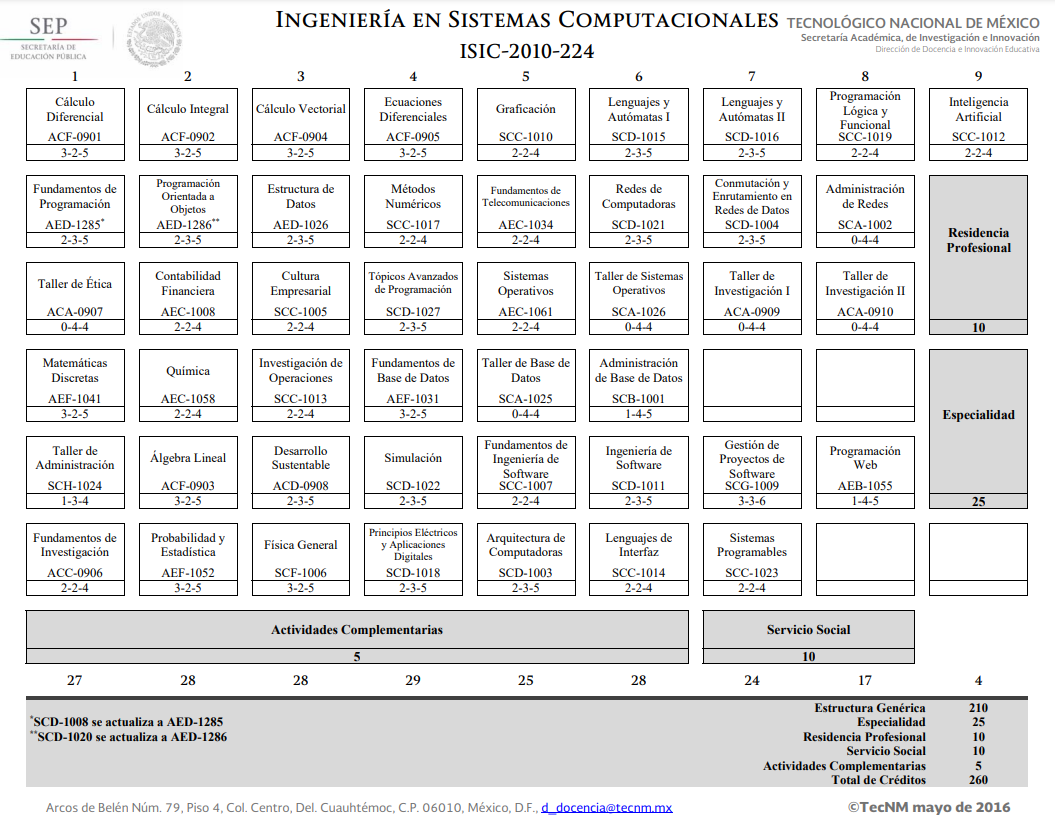 SEP
SECRETARÍA DE
EDUCACIÓN PÚBLICA
INGENIERÍA EN SISTEMAS COMPUTACIONALES
ISIC-2010-224
TECNOLÓGICO NACIONAL DE MÉXICO
Secretaría Académica, de Investigación e Innovación
Dirección de Docencia e Innovación Educativa
1 2 3 4 5 6 7 8 9
Cálculo
Diferencial
ACF-0901
3-2-5
Cálculo Integral
ACF-0902
3-2-5
Cálculo Vectorial
ACF-0904
3-2-5
Ecuaciones
Diferenciales
ACF-0905
3-2-5
Graficación
SCC-1010
2-2-4
Lenguajes y
Autómatas I
SCD-1015
2-3-5
Lenguajes y
Autómatas II
SCD-1016
2-3-5
Programación
Lógica y
Funcional
SCC-1019
2-2-4
Inteligencia
Artificial
SCC-1012
2-2-4
Fundamentos de
Programación
AED-1285*
2-3-5
Programación
Orientada a
Objetos
AED-1286**
2-3-5
Estructura de
Datos
AED-1026
2-3-5
Métodos
Numéricos
SCC-1017
2-2-4
Fundamentos de
Telecomunicaciones
AEC-1034
2-2-4
Redes de
Computadoras
SCD-1021
2-3-5
Conmutación y
Enrutamiento en
Redes de Datos
SCD-1004
2-3-5
Administración
de Redes
SCA-1002
0-4-4
Residencia
Profesional
10
Taller de Ética
ACA-0907
0-4-4
Contabilidad
Financiera
AEC-1008
2-2-4
Cultura
Empresarial
SCC-1005
2-2-4
Tópicos Avanzados
de Programación
SCD-1027
2-3-5
Sistemas
Operativos
AEC-1061
2-2-4
Taller de Sistemas
Operativos
SCA-1026
0-4-4
Taller de
Investigación I
ACA-0909
0-4-4
Taller de
Investigación II
ACA-0910
0-4-4
Matemáticas
Discretas
AEF-1041
3-2-5
Química
AEC-1058
2-2-4
Investigación de
Operaciones
SCC-1013
2-2-4
Fundamentos de
Base de Datos
AEF-1031
3-2-5
Taller de Base de
Datos
SCA-1025
0-4-4
Administración
de Base de Datos
SCB-1001
1-4-5
Especialidad
25
Taller de
Administración
SCH-1024
1-3-4
Álgebra Lineal
ACF-0903
3-2-5
Desarrollo
Sustentable
ACD-0908
2-3-5
Simulación
SCD-1022
2-3-5
Fundamentos de
Ingeniería de
Software
SCC-1007
2-2-4
Ingeniería de
Software
SCD-1011
2-3-5
Gestión de
Proyectos de
Software
SCG-1009
3-3-6
Programación
Web
AEB-1055
1-4-5
Fundamentos de
Investigación
ACC-0906
2-2-4
Probabilidad y
Estadística
AEF-1052
3-2-5
Física General
SCF-1006
3-2-5
Principios Eléctricos
y Aplicaciones
Digitales
SCD-1018
2-3-5
Arquitectura de
Computadoras
SCD-1003
2-3-5
Lenguajes de
Interfaz
SCC-1014
2-2-4
Sistemas
Programables
SCC-1023
2-2-4
Actividades Complementarias
5
Servicio Social
10
27 28 28 29 25 28 24 17 4
*SCD-1008 se actualiza a AED-1285
**SCD-1020 se actualiza a AED-1286
Estructura Genérica 210
Especialidad 25
Residencia Profesional 10
Servicio Social 10
Actividades Complementarias 5
Total de Créditos 260
Arcos de Belén Núm. 79, Piso 4, Col. Centro, Del. Cuauhtémoc, C.P. 06010, México, D.F., d_docencia@tecnm.mx
©TecNM mayo de 2016